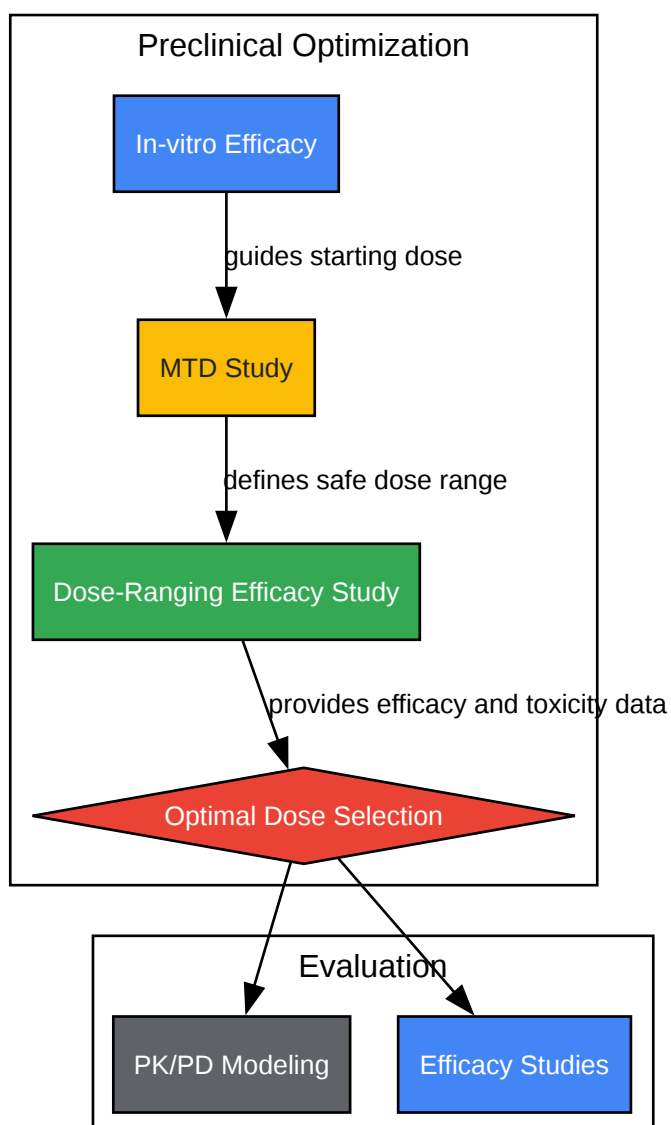 Preclinical Optimization
In-vitro Efficacy
guides starting dose
MTD Study
defines safe dose range
Dose-Ranging Efficacy Study
provides efficacy and toxicity data
Optimal Dose Selection
Evaluation
PK/PD Modeling
Efficacy Studies